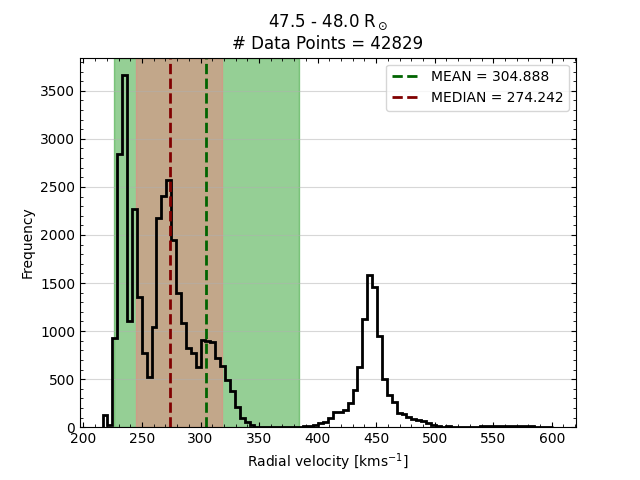 47.5 - 48.0 R⊙
# Data Points = 42829
MEAN = 304.888
MEDIAN = 274.242
Frequency
3500
3000
2500
2000
1500
1000
500
0
200 250 300 350 400 450 500 550 600
Radial velocity [kms⁻¹]